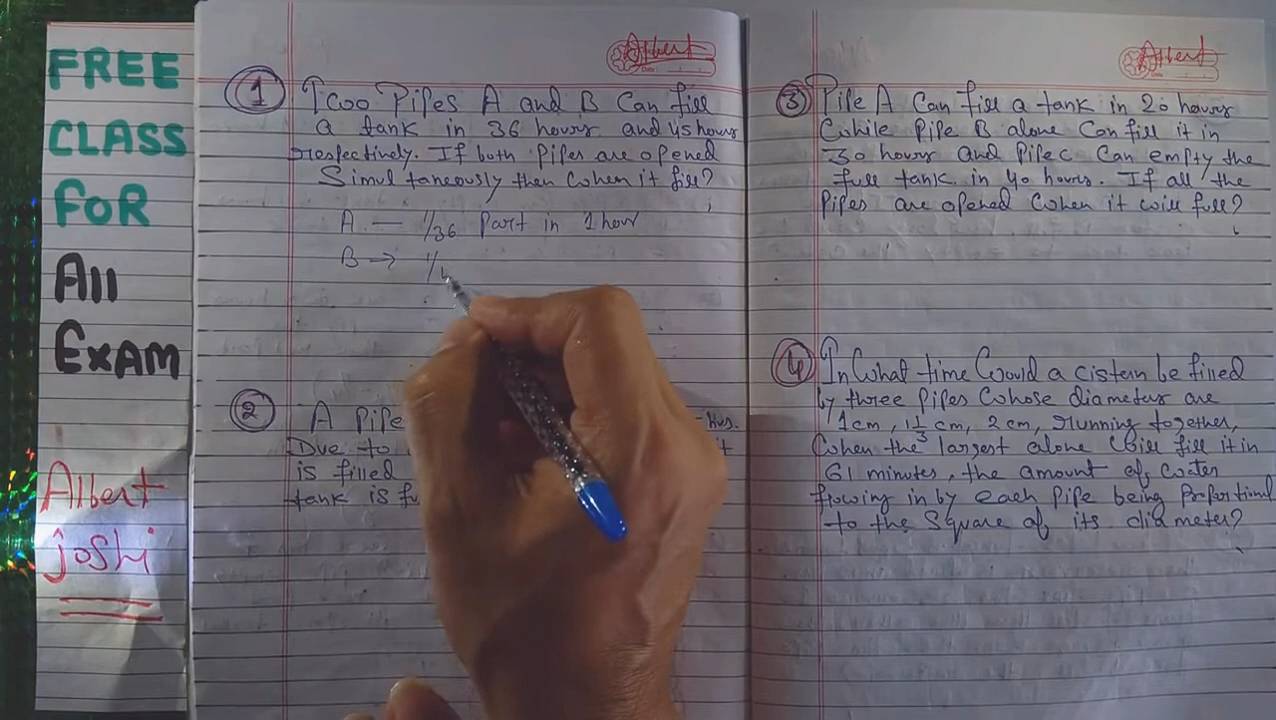 FREE
CLASS
FOR
All
ExAM
Albert
joshi
Albert
1 Two Pipes A and B Can fill
a tank in 36 hours and 45 hours
respectively. If both Pipes are opened
Simultaneously then when it fill?
A — 1/36 Part in 1 hour
B → 1/
2 A Pipe hrs.
Due to
is filled
tank is
Albert
3 Pipe A Can fill a tank in 20 hours
While Pipe B alone Can fill it in
30 hours and Pipe C Can empty the
full tank in 40 hours. If all the
Pipes are opened when it will full?
4 In What time Would a cistern be filled
by three Pipes whose diameters are
1cm, 1 1/3 cm, 2 cm, running together,
When the largest alone Will fill it in
61 minutes, the amount of water
flowing in by each Pipe being Proportional
to the Square of its diameter?